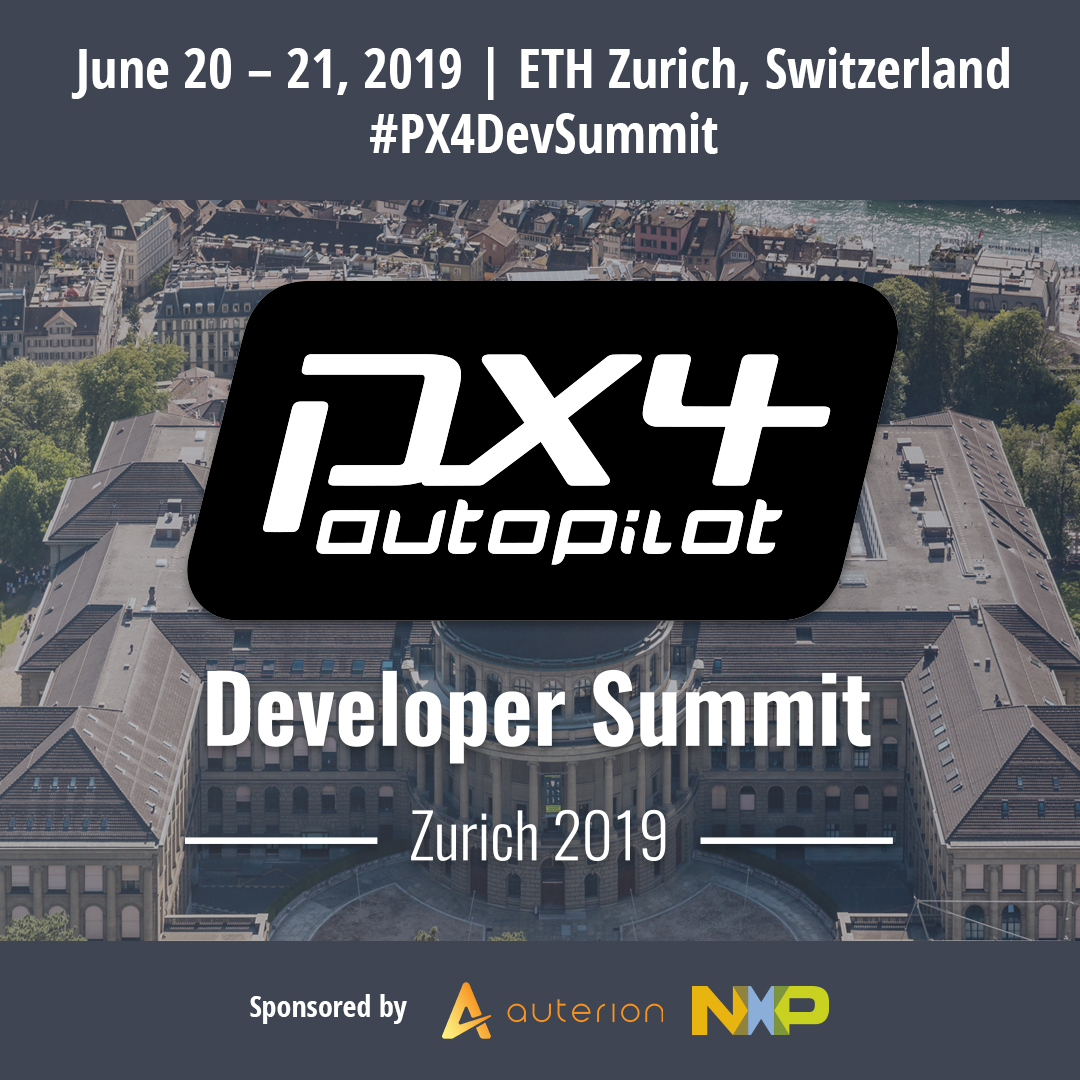 June 20 – 21, 2019 | ETH Zurich, Switzerland
#PX4DevSummit
px4
autopilot
Developer Summit
Zurich 2019
Sponsored by auterion NXP